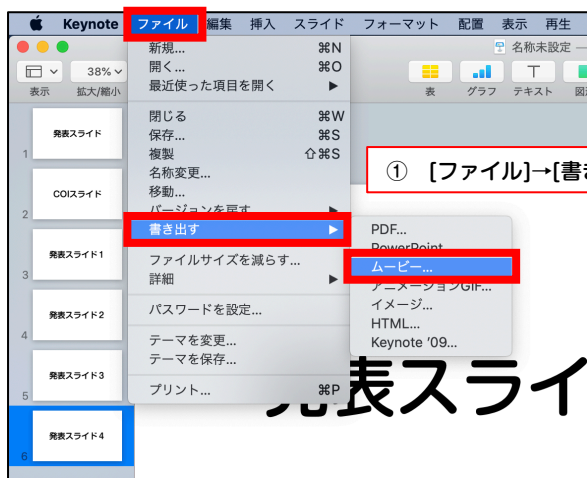 Keynote ファイル 編集 挿入 スライド フォーマット 配置 表示 再生
名称未設定 —
38%
表示 拡大/縮小 表 グラフ テキスト
新規... ⌘N
開く... ⌘O
最近使った項目を開く ▶
閉じる ⌘W
保存... ⌘S
複製 ⇧⌘S
名称変更...
移動...
バージョンを戻す ▶
書き出す ▶
ファイルサイズを減らす...
詳細 ▶
パスワードを設定...
テーマを変更...
テーマを保存...
プリント... ⌘P
PDF...
PowerPoint
ムービー...
アニメーションGIF...
イメージ...
HTML...
Keynote '09...
① [ファイル]→[書き
発表スライド
1
COIスライド
2
発表スライド1
3
発表スライド2
4
発表スライド3
5
発表スライド4
6
発表スライ